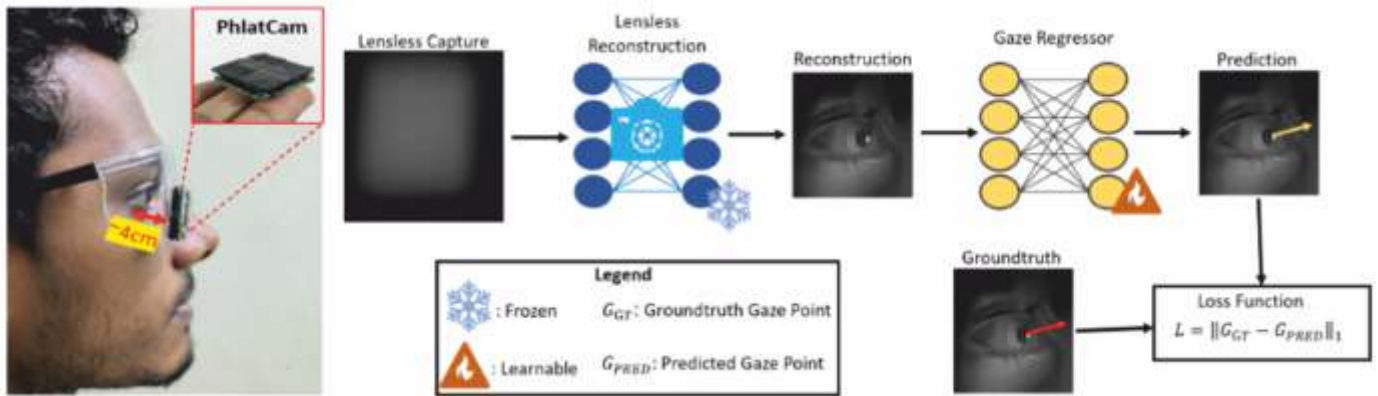 PhlatCam
~4cm
Lensless Capture
Lensless
Reconstruction
Reconstruction
Gaze Regressor
Prediction
Groundtruth
Loss Function
L = ||G_GT − G_PRED||_1
Legend
: Frozen
G_GT: Groundtruth Gaze Point
: Learnable
G_PRED: Predicted Gaze Point